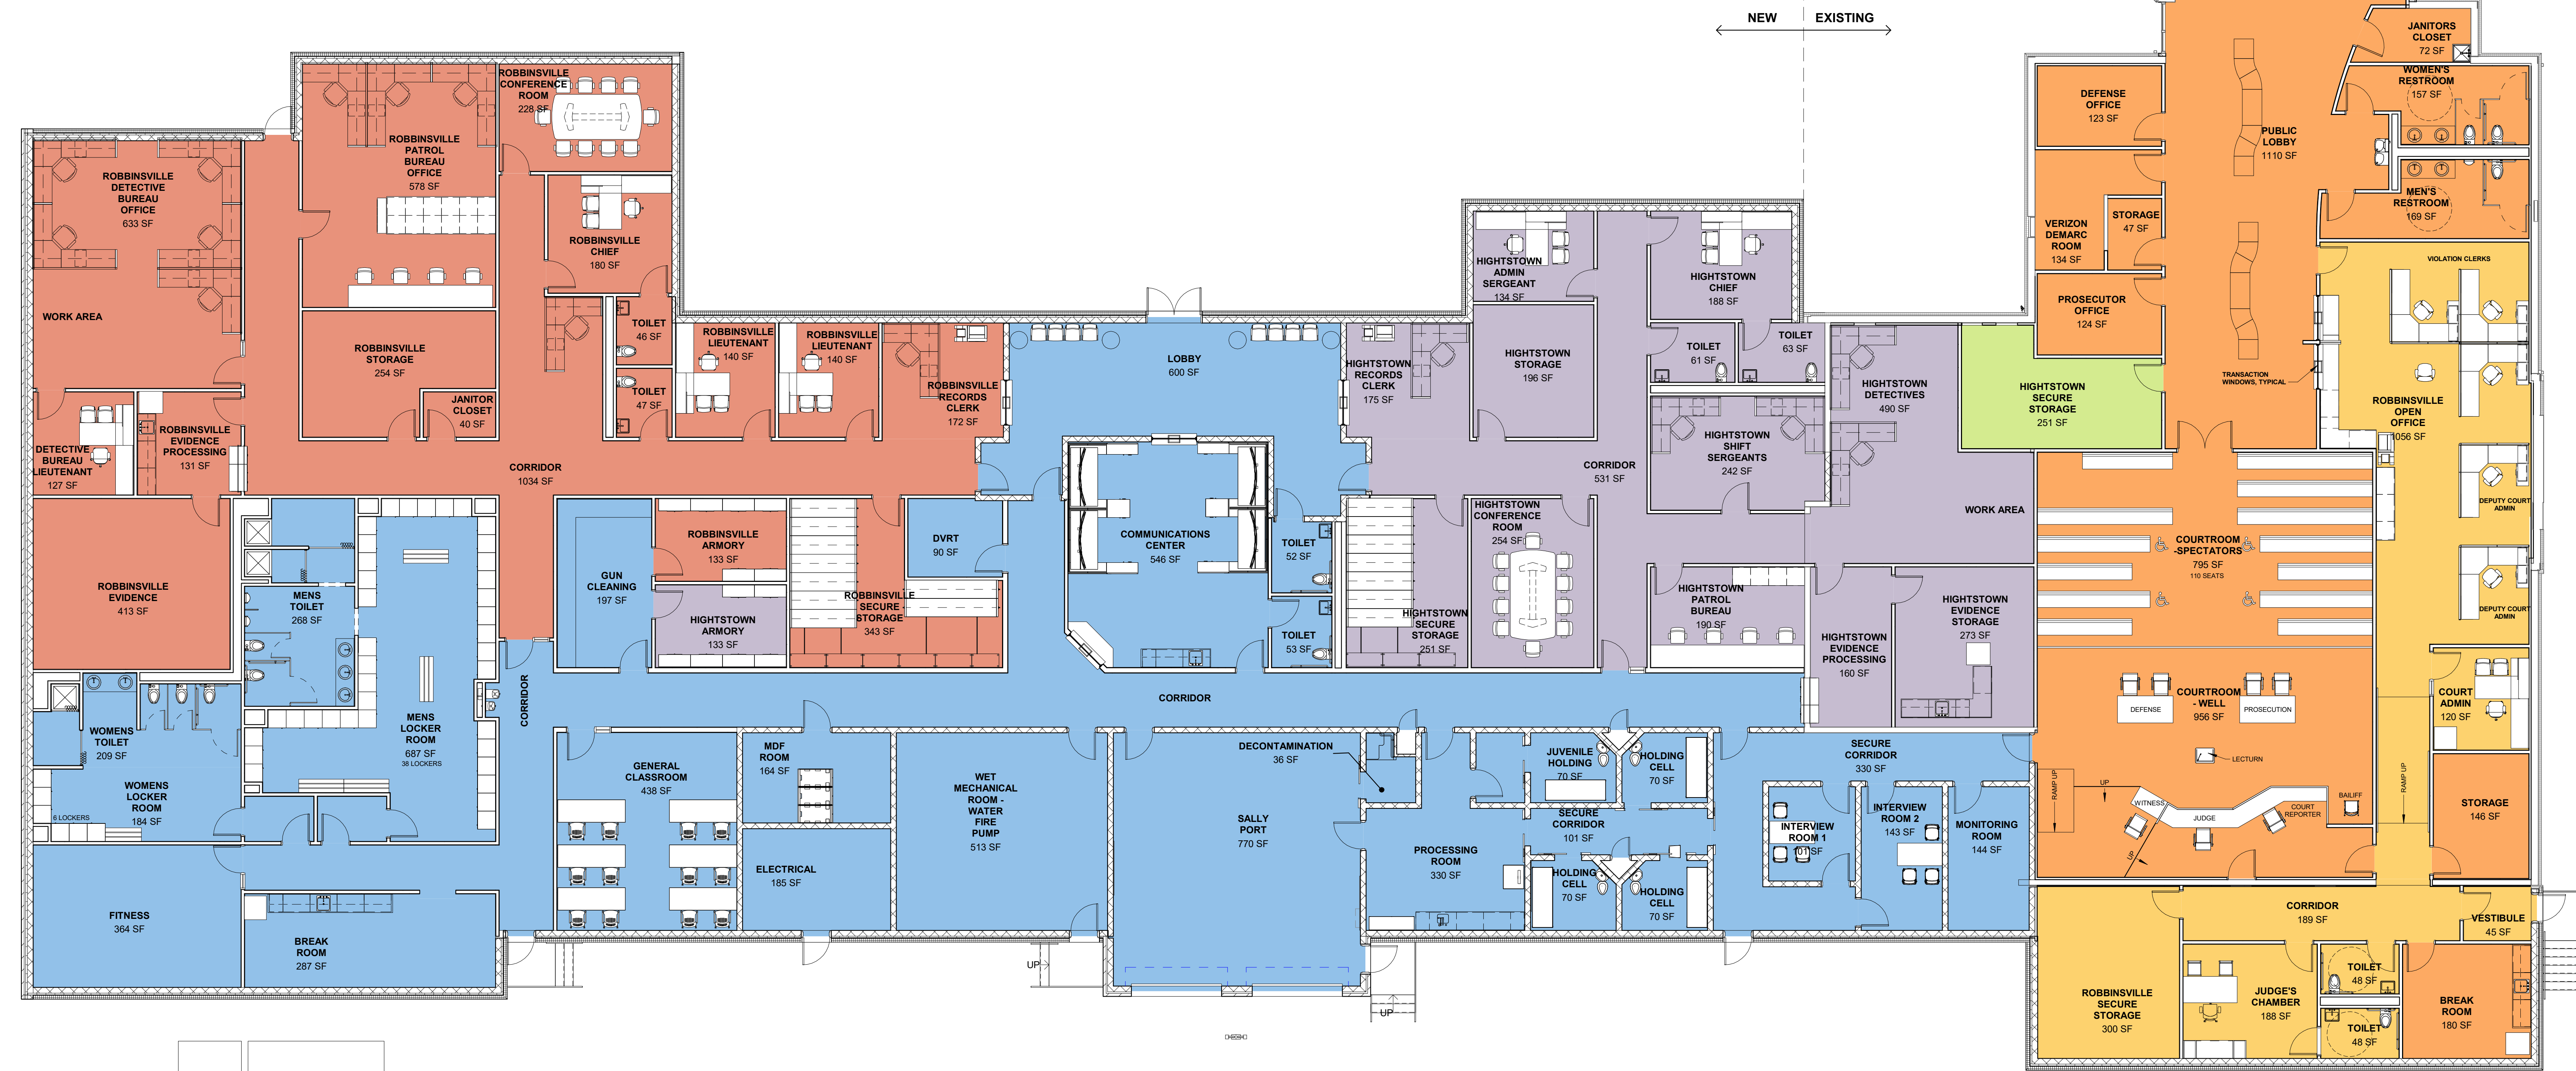 NEW
EXISTING
JANITORS
CLOSET
72 SF
WOMEN'S
RESTROOM
157 SF
DEFENSE
OFFICE
123 SF
PUBLIC
LOBBY
1110 SF
MEN'S
RESTROOM
169 SF
VERIZON
DEMARC
ROOM
134 SF
STORAGE
47 SF
PROSECUTOR
OFFICE
124 SF
VIOLATION CLERKS
TRANSACTION
WINDOWS, TYPICAL
ROBBINSVILLE
OPEN
OFFICE
1056 SF
DEPUTY COURT
ADMIN
DEPUTY COURT
ADMIN
ROBBINSVILLE
CONFERENCE
ROOM
228 SF
ROBBINSVILLE
PATROL
BUREAU
OFFICE
578 SF
ROBBINSVILLE
DETECTIVE
BUREAU
OFFICE
633 SF
WORK AREA
ROBBINSVILLE
CHIEF
180 SF
ROBBINSVILLE
STORAGE
254 SF
JANITOR
CLOSET
40 SF
TOILET
46 SF
TOILET
47 SF
ROBBINSVILLE
LIEUTENANT
140 SF
ROBBINSVILLE
LIEUTENANT
140 SF
ROBBINSVILLE
RECORDS
CLERK
172 SF
DETECTIVE
BUREAU
LIEUTENANT
127 SF
ROBBINSVILLE
EVIDENCE
PROCESSING
131 SF
CORRIDOR
1034 SF
LOBBY
600 SF
HIGHTSTOWN
ADMIN
SERGEANT
134 SF
HIGHTSTOWN
CHIEF
188 SF
HIGHTSTOWN
RECORDS
CLERK
175 SF
HIGHTSTOWN
STORAGE
196 SF
TOILET
61 SF
TOILET
63 SF
HIGHTSTOWN
DETECTIVES
490 SF
HIGHTSTOWN
SECURE
STORAGE
251 SF
HIGHTSTOWN
SHIFT
SERGEANTS
242 SF
CORRIDOR
531 SF
WORK AREA
ROBBINSVILLE
EVIDENCE
413 SF
MENS
TOILET
268 SF
GUN
CLEANING
197 SF
ROBBINSVILLE
ARMORY
133 SF
HIGHTSTOWN
ARMORY
133 SF
ROBBINSVILLE
SECURE
STORAGE
343 SF
DVRT
90 SF
COMMUNICATIONS
CENTER
546 SF
TOILET
52 SF
TOILET
53 SF
HIGHTSTOWN
SECURE
STORAGE
251 SF
HIGHTSTOWN
CONFERENCE
ROOM
254 SF
HIGHTSTOWN
PATROL
BUREAU
190 SF
HIGHTSTOWN
EVIDENCE
PROCESSING
160 SF
HIGHTSTOWN
EVIDENCE
STORAGE
273 SF
COURTROOM
-SPECTATORS
795 SF
110 SEATS
COURTROOM
- WELL
956 SF
DEFENSE
PROSECUTION
LECTURN
BAILIFF
COURT
REPORTER
JUDGE
WITNESS
UP
UP
RAMP UP
RAMP UP
COURT
ADMIN
120 SF
STORAGE
146 SF
WOMENS
TOILET
209 SF
WOMENS
LOCKER
ROOM
184 SF
6 LOCKERS
MENS
LOCKER
ROOM
687 SF
38 LOCKERS
CORRIDOR
CORRIDOR
FITNESS
364 SF
BREAK
ROOM
287 SF
GENERAL
CLASSROOM
438 SF
MDF
ROOM
164 SF
ELECTRICAL
185 SF
WET
MECHANICAL
ROOM -
WATER
FIRE
PUMP
513 SF
SALLY
PORT
770 SF
DECONTAMINATION
36 SF
PROCESSING
ROOM
330 SF
JUVENILE
HOLDING
70 SF
HOLDING
CELL
70 SF
SECURE
CORRIDOR
101 SF
HOLDING
CELL
70 SF
HOLDING
CELL
70 SF
SECURE
CORRIDOR
330 SF
INTERVIEW
ROOM 1
101 SF
INTERVIEW
ROOM 2
143 SF
MONITORING
ROOM
144 SF
UP
UP
CORRIDOR
189 SF
VESTIBULE
45 SF
ROBBINSVILLE
SECURE
STORAGE
300 SF
JUDGE'S
CHAMBER
188 SF
TOILET
48 SF
TOILET
48 SF
BREAK
ROOM
180 SF